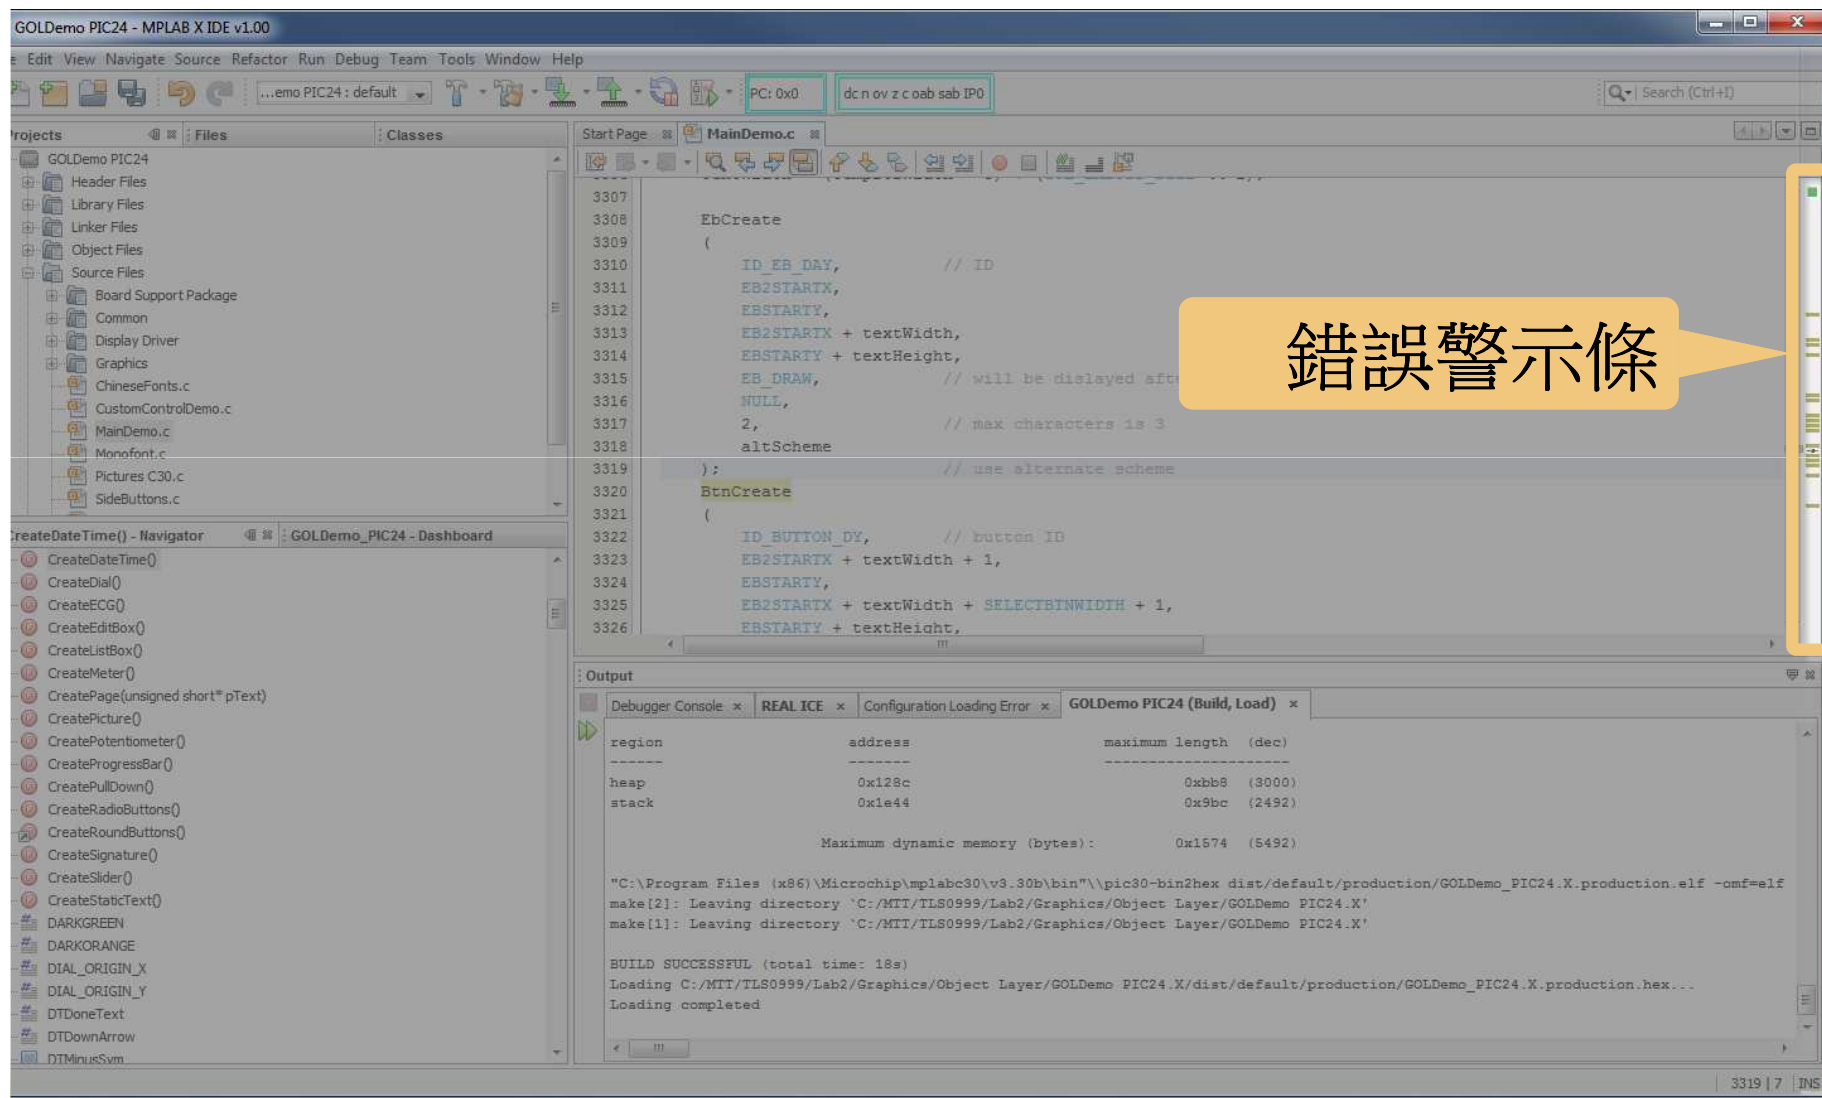 GOLDemo PIC24 - MPLAB X IDE v1.00
Edit View Navigate Source Refactor Run Debug Team Tools Window Help
...emo PIC24 : default
PC: 0x0
dc n ov z c oab sab IP0
Search (Ctrl+I)
Projects Files Classes
GOLDemo PIC24
Header Files
Library Files
Linker Files
Object Files
Source Files
Board Support Package
Common
Display Driver
Graphics
ChineseFonts.c
CustomControlDemo.c
MainDemo.c
Monofont.c
Pictures C30.c
SideButtons.c
CreateDateTime() - Navigator GOLDemo_PIC24 - Dashboard
CreateDateTime()
CreateDial()
CreateECG()
CreateEditBox()
CreateListBox()
CreateMeter()
CreatePage(unsigned short* pText)
CreatePicture()
CreatePotentiometer()
CreateProgressBar()
CreatePullDown()
CreateRadioButtons()
CreateRoundButtons()
CreateSignature()
CreateSlider()
CreateStaticText()
DARKGREEN
DARKORANGE
DIAL_ORIGIN_X
DIAL_ORIGIN_Y
DTDoneText
DTDownArrow
DTMinusSym
Start Page MainDemo.c
3307
3308 EbCreate
3309 (
3310 ID_EB_DAY, // ID
3311 EB2STARTX,
3312 EBSTARTY,
3313 EB2STARTX + textWidth,
3314 EBSTARTY + textHeight,
3315 EB_DRAW, // will be dislayed afte
3316 NULL,
3317 2, // max characters is 3
3318 altScheme
3319 ); // use alternate scheme
3320 BtnCreate
3321 (
3322 ID_BUTTON_DY, // button ID
3323 EB2STARTX + textWidth + 1,
3324 EBSTARTY,
3325 EB2STARTX + textWidth + SELECTBTNWIDTH + 1,
3326 EBSTARTY + textHeight,
錯誤警示條
Output
Debugger Console REAL ICE Configuration Loading Error GOLDemo PIC24 (Build, Load)
region address maximum length (dec)
------ ------- ---------------------
heap 0x128c 0xbb8 (3000)
stack 0x1e44 0x9bc (2492)
Maximum dynamic memory (bytes): 0x1574 (5492)
"C:\Program Files (x86)\Microchip\mplabc30\v3.30b\bin"\\pic30-bin2hex dist/default/production/GOLDemo_PIC24.X.production.elf -omf=elf
make[2]: Leaving directory `C:/MTT/TLS0999/Lab2/Graphics/Object Layer/GOLDemo PIC24.X'
make[1]: Leaving directory `C:/MTT/TLS0999/Lab2/Graphics/Object Layer/GOLDemo PIC24.X'
BUILD SUCCESSFUL (total time: 18s)
Loading C:/MTT/TLS0999/Lab2/Graphics/Object Layer/GOLDemo PIC24.X/dist/default/production/GOLDemo_PIC24.X.production.hex...
Loading completed
3319 | 7 INS